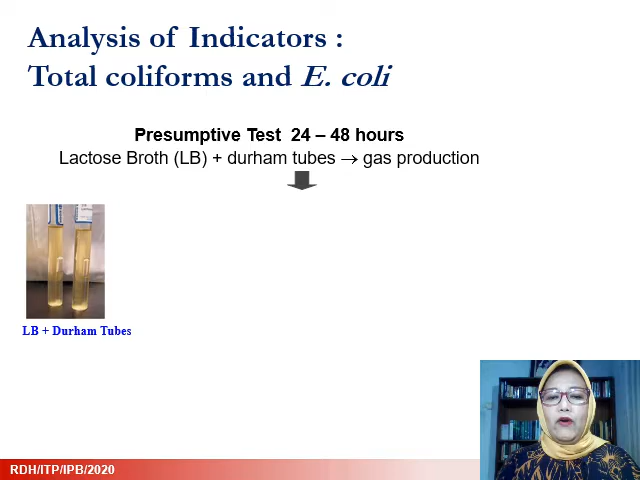 Analysis of Indicators :
Total coliforms and E. coli
Presumptive Test 24 – 48 hours
Lactose Broth (LB) + durham tubes → gas production
LB + Durham Tubes
RDH/ITP/IPB/2020